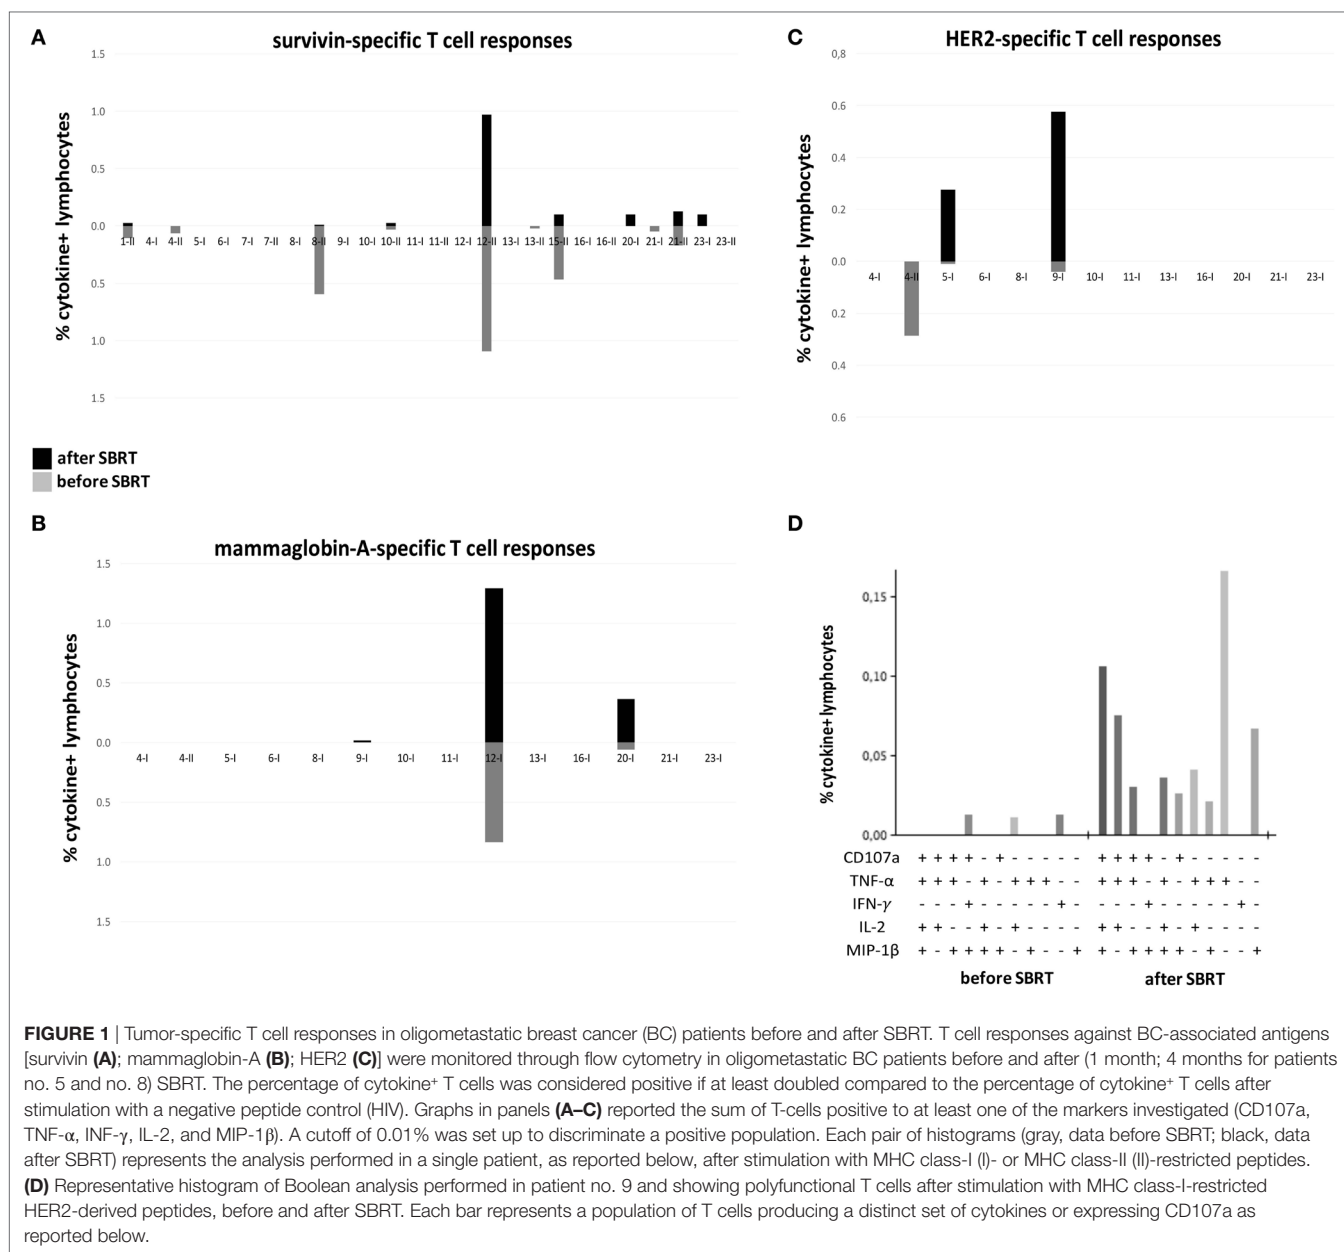 A
survivin-specific T cell responses
1.5
1.0
0.5
0.0
0.5
1.0
1.5
% cytokine+ lymphocytes
1-II 4-I 4-II 5-I 6-I 7-I 7-II 8-I 8-II 9-I 10-I 10-II 11-I 11-II 12-I 12-II 13-I 13-II 15-II 16-I 16-II 20-I 21-I 21-II 23-I 23-II
after SBRT
before SBRT
B
mammaglobin-A-specific T cell responses
1.5
1.0
0.5
0.0
0.5
1.0
1.5
% cytokine+ lymphocytes
4-I 4-II 5-I 6-I 8-I 9-I 10-I 11-I 12-I 13-I 16-I 20-I 21-I 23-I
C
HER2-specific T cell responses
0,8
0.6
0.4
0.2
0.0
0.2
0.4
0.6
% cytokine+ lymphocytes
4-I 4-II 5-I 6-I 8-I 9-I 10-I 11-I 13-I 16-I 20-I 21-I 23-I
D
0,15
0,10
0,05
0,00
% cytokine+ lymphocytes
CD107a + + + + - + - - - - - + + + + - + - - - - -
TNF-α + + + - + - + + + - - + + + - + - + + + - -
IFN-γ - - - + - - - - - + - - - - + - - - - - + -
IL-2 + + - - + - + - - - - + + - - + - + - - - -
MIP-1β + - + + + + - + - - + + - + + + + - + - - +
before SBRT after SBRT
FIGURE 1 | Tumor-specific T cell responses in oligometastatic breast cancer (BC) patients before and after SBRT. T cell responses against BC-associated antigens
[survivin (A); mammaglobin-A (B); HER2 (C)] were monitored through flow cytometry in oligometastatic BC patients before and after (1 month; 4 months for patients
no. 5 and no. 8) SBRT. The percentage of cytokine⁺ T cells was considered positive if at least doubled compared to the percentage of cytokine⁺ T cells after
stimulation with a negative peptide control (HIV). Graphs in panels (A–C) reported the sum of T-cells positive to at least one of the markers investigated (CD107a,
TNF-α, INF-γ, IL-2, and MIP-1β). A cutoff of 0.01% was set up to discriminate a positive population. Each pair of histograms (gray, data before SBRT; black, data
after SBRT) represents the analysis performed in a single patient, as reported below, after stimulation with MHC class-I (I)- or MHC class-II (II)-restricted peptides.
(D) Representative histogram of Boolean analysis performed in patient no. 9 and showing polyfunctional T cells after stimulation with MHC class-I-restricted
HER2-derived peptides, before and after SBRT. Each bar represents a population of T cells producing a distinct set of cytokines or expressing CD107a as
reported below.